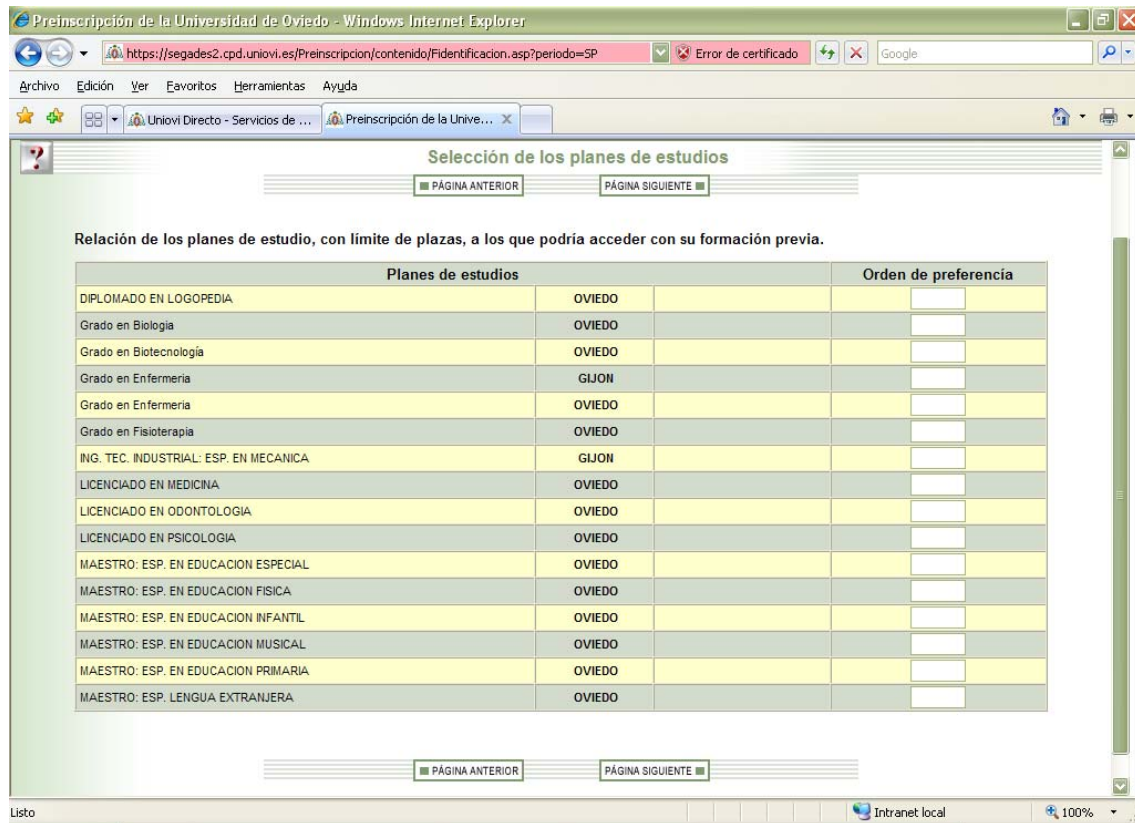 Preinscripción de la Universidad de Oviedo - Windows Internet Explorer
https://segades2.cpd.uniovi.es/Preinscripcion/contenido/Fidentificacion.asp?periodo=SP Error de certificado Google
Archivo Edición Ver Favoritos Herramientas Ayuda
Uniovi Directo - Servicios de ... Preinscripción de la Unive... X
? Selección de los planes de estudios
PÁGINA ANTERIOR PÁGINA SIGUIENTE
Relación de los planes de estudio, con límite de plazas, a los que podría acceder con su formación previa.
Planes de estudios Orden de preferencía
DIPLOMADO EN LOGOPEDIA OVIEDO
Grado en Biologia OVIEDO
Grado en Biotecnología OVIEDO
Grado en Enfermeria GIJON
Grado en Enfermeria OVIEDO
Grado en Fisioterapia OVIEDO
ING. TEC. INDUSTRIAL: ESP. EN MECANICA GIJON
LICENCIADO EN MEDICINA OVIEDO
LICENCIADO EN ODONTOLOGIA OVIEDO
LICENCIADO EN PSICOLOGIA OVIEDO
MAESTRO: ESP. EN EDUCACION ESPECIAL OVIEDO
MAESTRO: ESP. EN EDUCACION FISICA OVIEDO
MAESTRO: ESP. EN EDUCACION INFANTIL OVIEDO
MAESTRO: ESP. EN EDUCACION MUSICAL OVIEDO
MAESTRO: ESP. EN EDUCACION PRIMARIA OVIEDO
MAESTRO: ESP. LENGUA EXTRANJERA OVIEDO
PÁGINA ANTERIOR PÁGINA SIGUIENTE
Listo Intranet local 100%